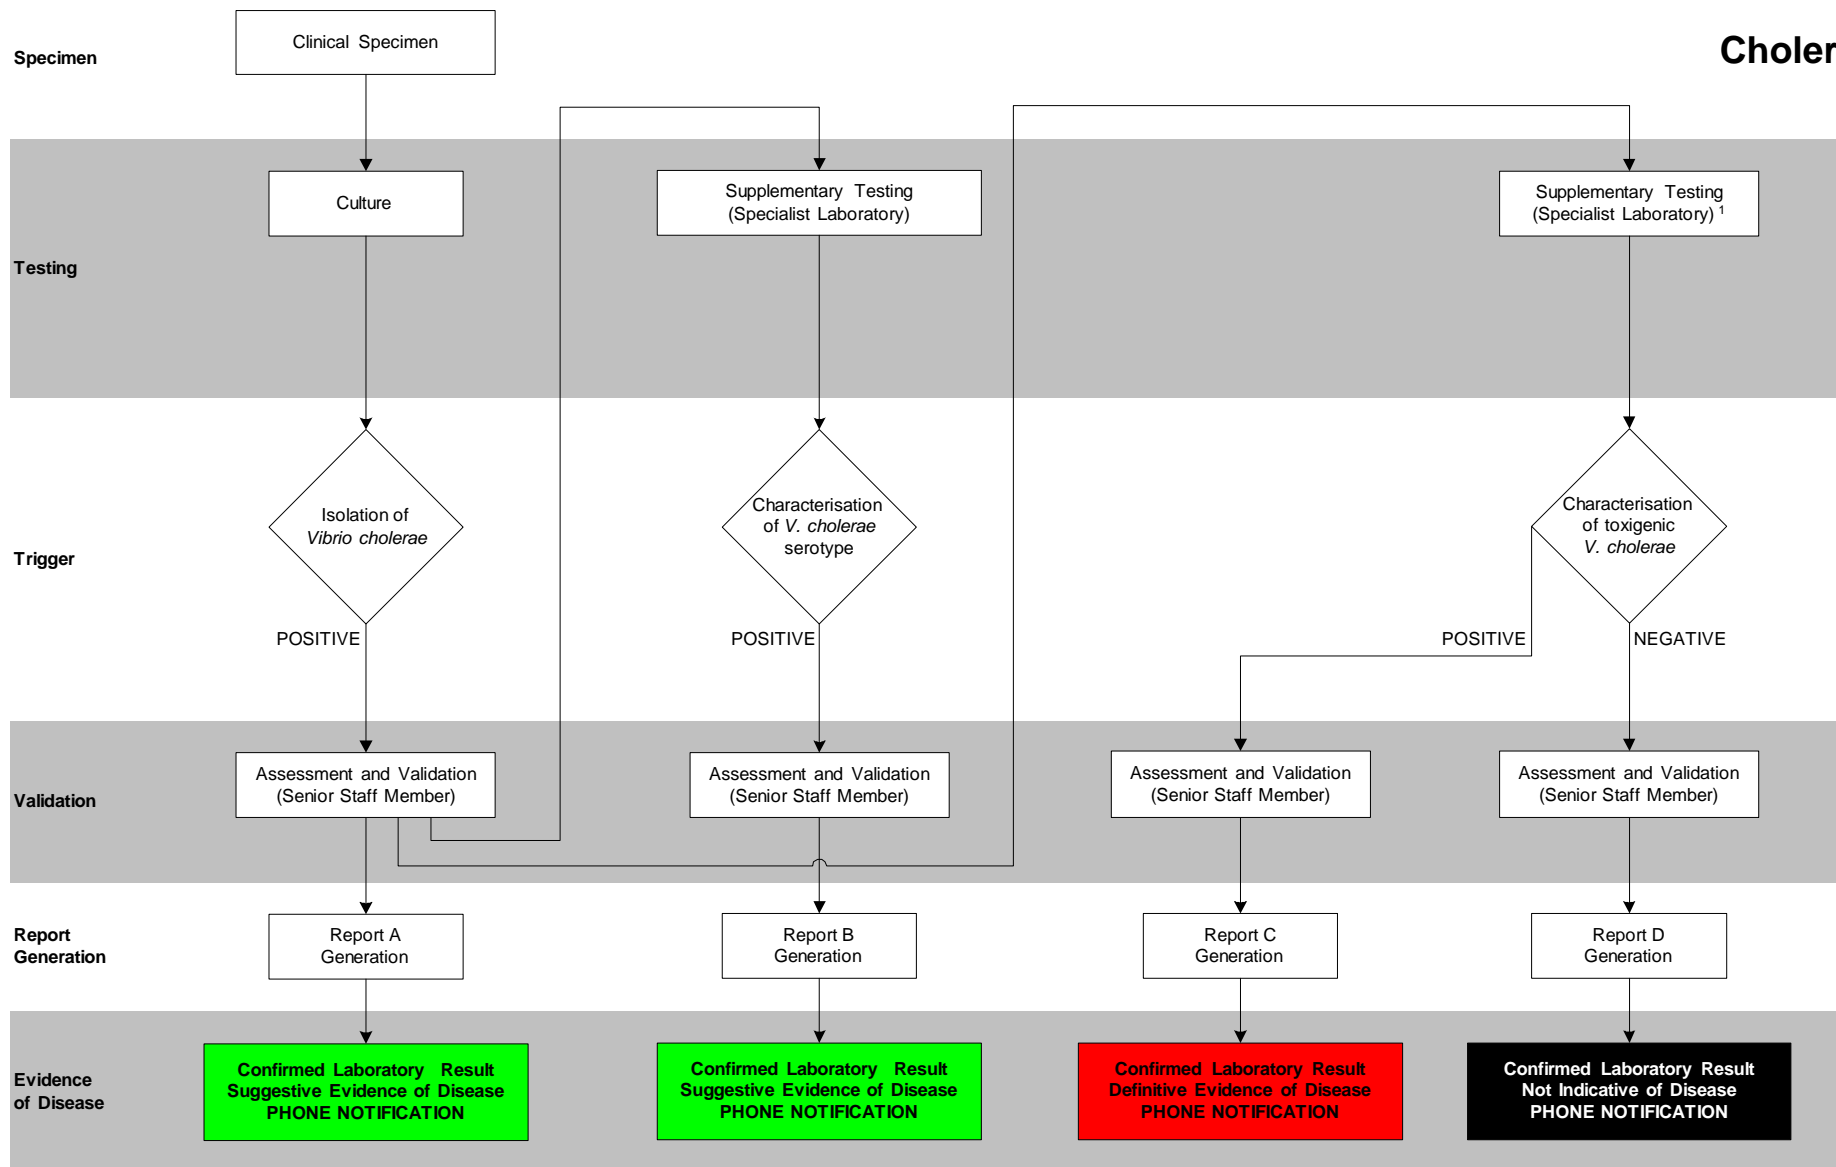 Specimen
Clinical Specimen
Choler
Testing
Culture
Supplementary Testing
(Specialist Laboratory)
Supplementary Testing
(Specialist Laboratory) 1
Trigger
Isolation of
Vibrio cholerae
Characterisation
of V. cholerae
serotype
Characterisation
of toxigenic
V. cholerae
POSITIVE
POSITIVE
POSITIVE
NEGATIVE
Validation
Assessment and Validation
(Senior Staff Member)
Assessment and Validation
(Senior Staff Member)
Assessment and Validation
(Senior Staff Member)
Assessment and Validation
(Senior Staff Member)
Report
Generation
Report A
Generation
Report B
Generation
Report C
Generation
Report D
Generation
Evidence
of Disease
Confirmed Laboratory Result
Suggestive Evidence of Disease
PHONE NOTIFICATION
Confirmed Laboratory Result
Suggestive Evidence of Disease
PHONE NOTIFICATION
Confirmed Laboratory Result
Definitive Evidence of Disease
PHONE NOTIFICATION
Confirmed Laboratory Result
Not Indicative of Disease
PHONE NOTIFICATION